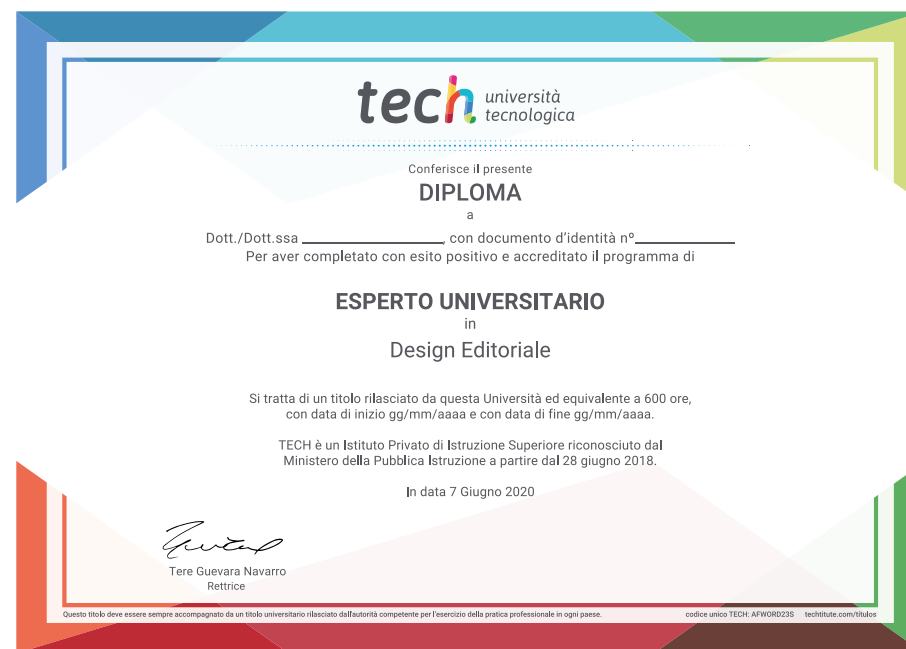 tech università
tecnologica
Conferisce il presente
DIPLOMA
a
Dott./Dott.ssa ____________, con documento d'identità nº____________
Per aver completato con esito positivo e accreditato il programma di
ESPERTO UNIVERSITARIO
in
Design Editoriale
Si tratta di un titolo rilasciato da questa Università ed equivalente a 600 ore,
con data di inizio gg/mm/aaaa e con data di fine gg/mm/aaaa.
TECH è un Istituto Privato di Istruzione Superiore riconosciuto dal
Ministero della Pubblica Istruzione a partire dal 28 giugno 2018.
In data 7 Giugno 2020
Tere Guevara Navarro
Rettrice
Questo titolo deve essere sempre accompagnato da un titolo universitario rilasciato dall'autorità competente per l'esercizio della pratica professionale in ogni paese. codice unico TECH: AFWORD23S techtitute.com/titulos